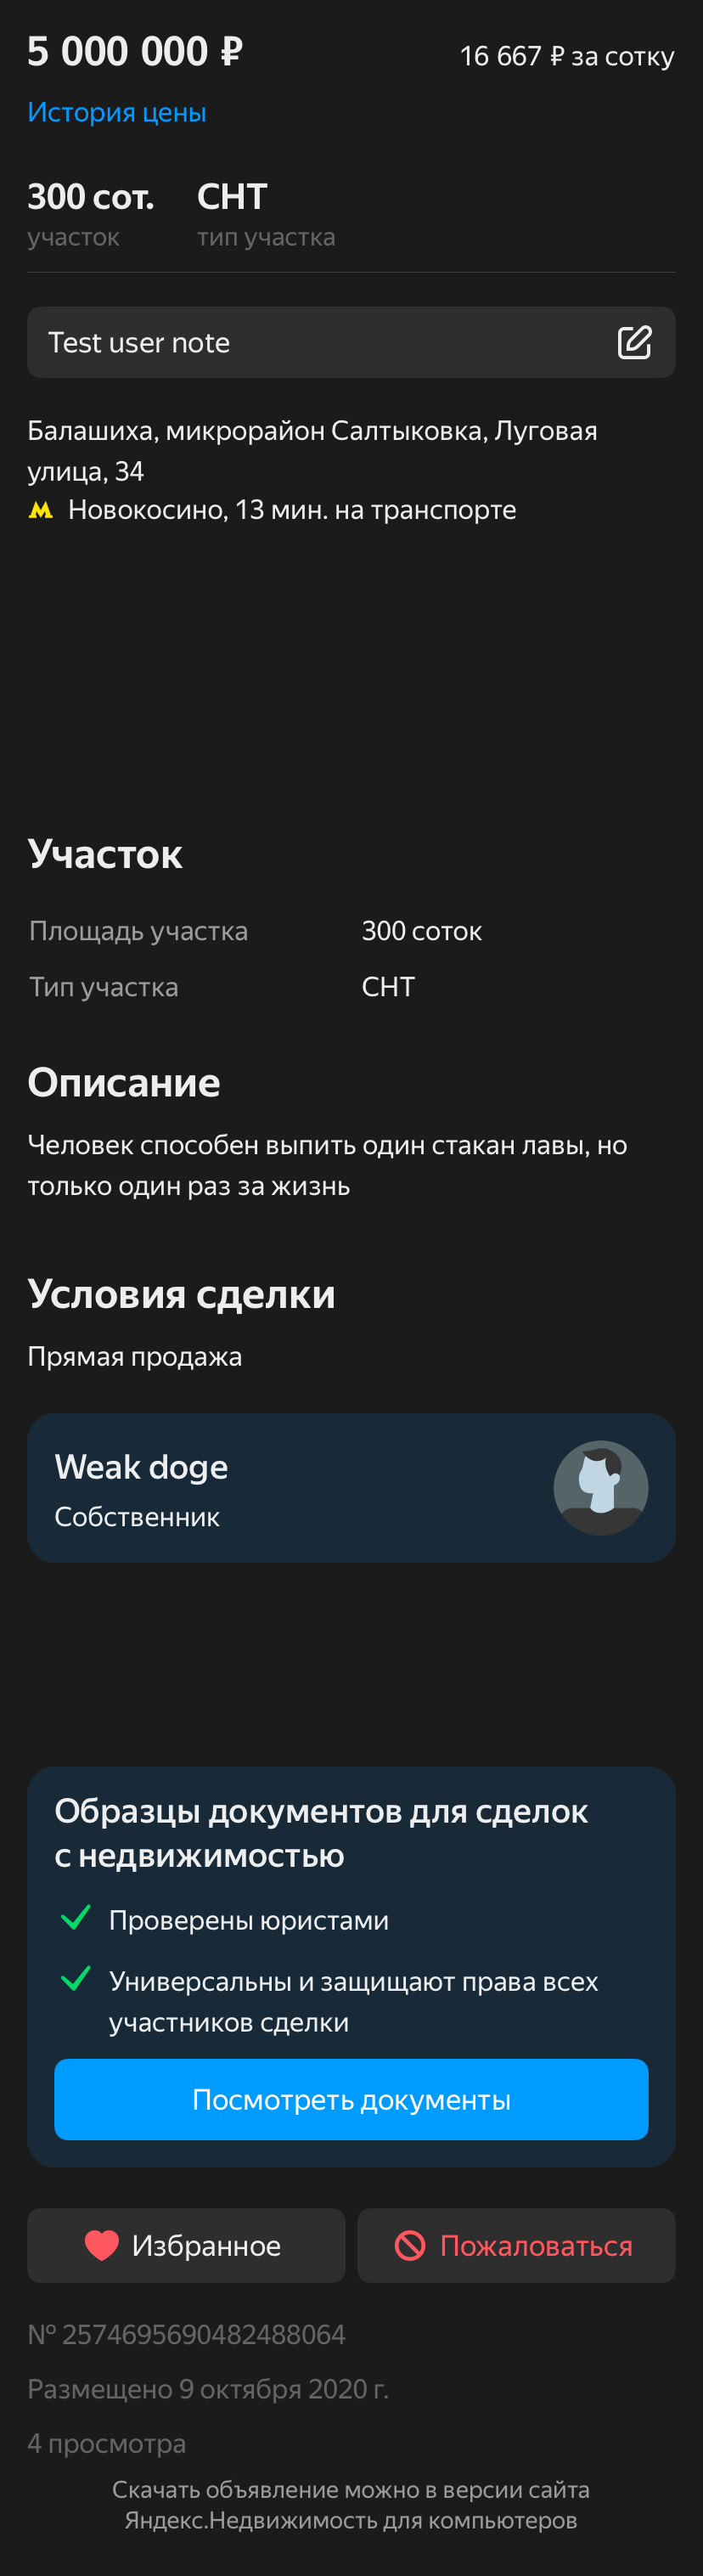 5 000 000 ₽
16 667 ₽ за сотку
История цены
300 сот.
СНТ
участок
тип участка
Test user note
Балашиха, микрорайон Салтыковка, Луговая
улица, 34
Новокосино, 13 мин. на транспорте
Участок
Площадь участка
300 соток
Тип участка
СНТ
Описание
Человек способен выпить один стакан лавы, но
только один раз за жизнь
Условия сделки
Прямая продажа
Weak doge
Собственник
Образцы документов для сделок
с недвижимостью
Проверены юристами
Универсальны и защищают права всех
участников сделки
Посмотреть документы
Избранное
Пожаловаться
№ 2574695690482488064
Размещено 9 октября 2020 г.
4 просмотра
Скачать объявление можно в версии сайта
Яндекс.Недвижимость для компьютеров